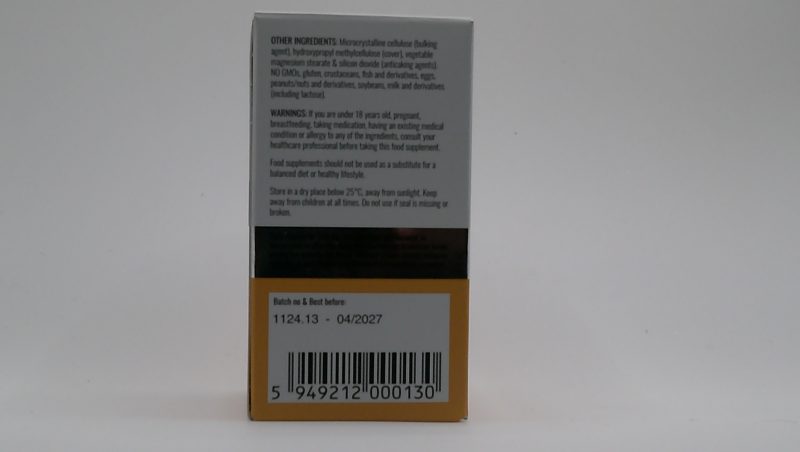 OTHER INGREDIENTS: Microcrystalline cellulose (bulking
agent), hydroxypropyl methylcellulose (cover), vegetable
magnesium stearate & silicon dioxide (anticaking agents).
NO GMOs, gluten, crustaceans, fish and derivatives, eggs,
peanuts/nuts and derivatives, soybeans, milk and derivatives
(including lactose).
WARNINGS: If you are under 18 years old, pregnant,
breastfeeding, taking medication, having an existing medical
condition or allergy to any of the ingredients, consult your
healthcare professional before taking this food supplement.
Food supplements should not be used as a substitute for a
balanced diet or healthy lifestyle.
Store in a dry place below 25°C, away from sunlight. Keep
away from children at all times. Do not use if seal is missing or
broken.
Batch no & Best before:
1124.13 - 04/2027
5 949212 000130